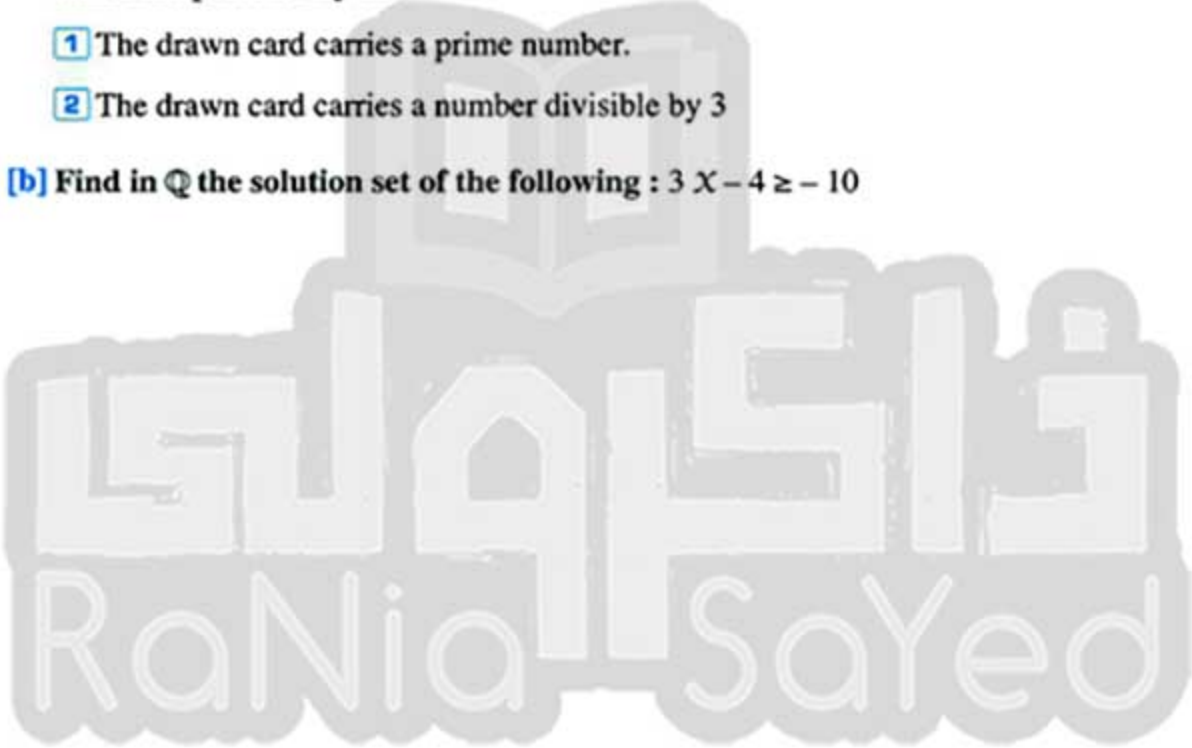 1 The drawn card carries a prime number.
2 The drawn card carries a number divisible by 3
[b] Find in ℚ the solution set of the following : 3 X – 4 ≥ – 10
ذاكرولى
RaNia SaYed